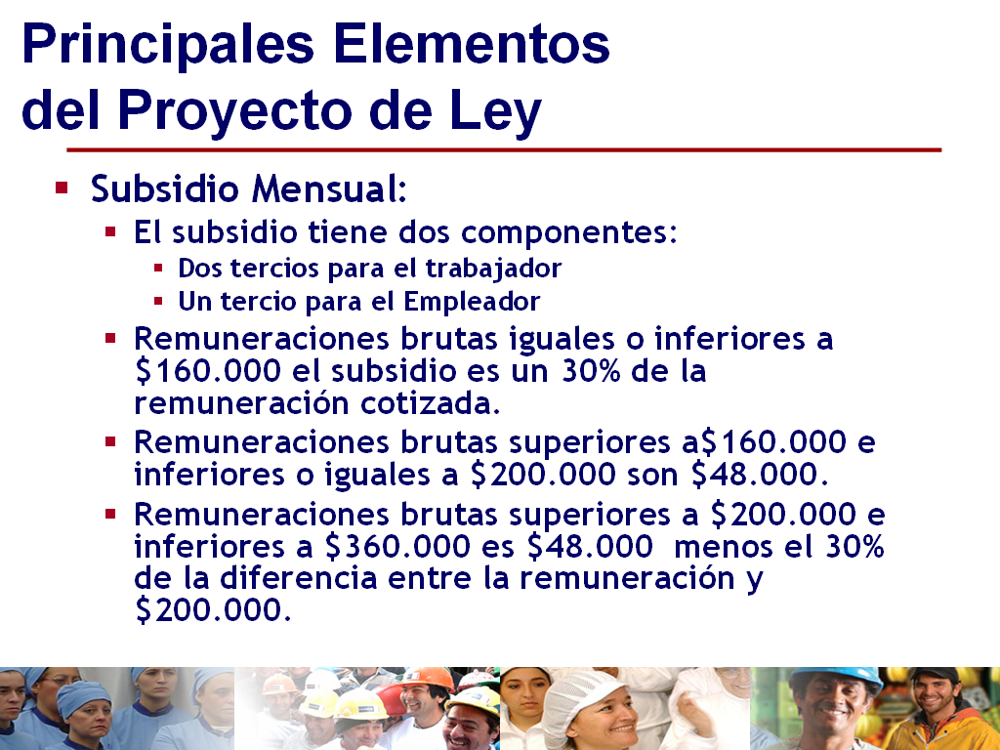 Principales Elementos
del Proyecto de Ley
▪ Subsidio Mensual:
▪ El subsidio tiene dos componentes:
▪ Dos tercios para el trabajador
▪ Un tercio para el Empleador
▪ Remuneraciones brutas iguales o inferiores a
$160.000 el subsidio es un 30% de la
remuneración cotizada.
▪ Remuneraciones brutas superiores a$160.000 e
inferiores o iguales a $200.000 son $48.000.
▪ Remuneraciones brutas superiores a $200.000 e
inferiores a $360.000 es $48.000  menos el 30%
de la diferencia entre la remuneración y
$200.000.